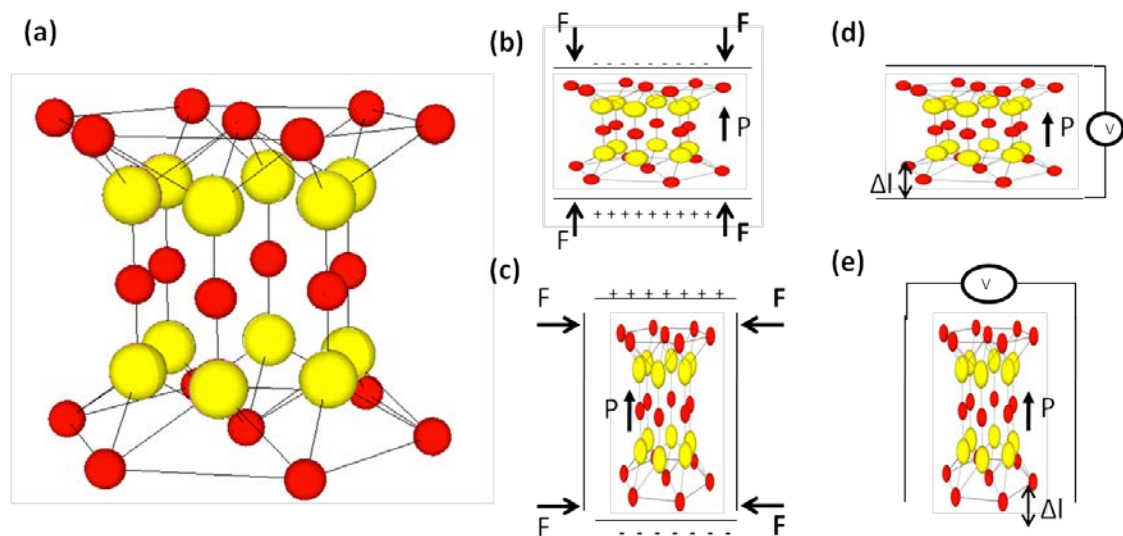 (a)
(b)
F
F
- - - - - - - - -
P
+ + + + + + + + +
F
F
(c)
+ + + + + + +
F
F
P
F
F
- - - - - - -
(d)
P
V
Δl
(e)
V
P
Δl